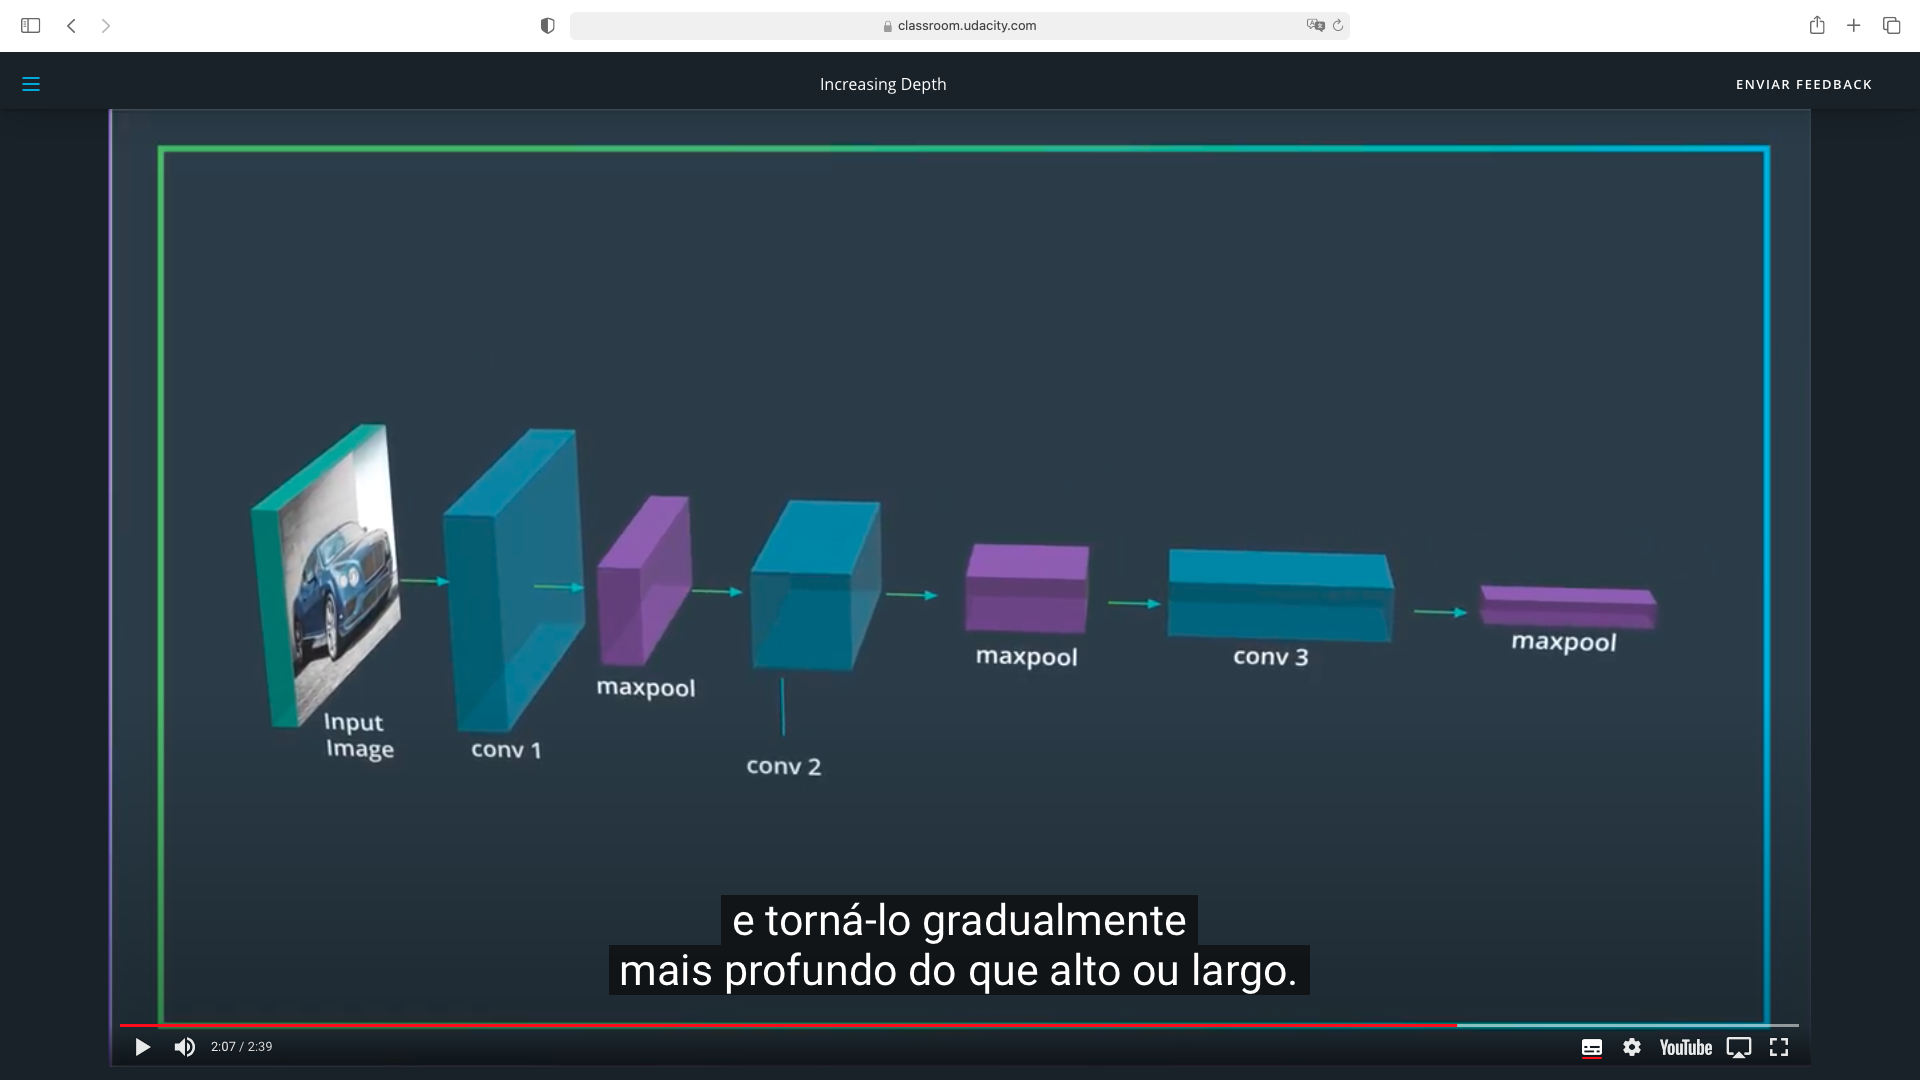 classroom.udacity.com
Increasing Depth
ENVIAR FEEDBACK
Input
Image
conv 1
maxpool
conv 2
maxpool
conv 3
maxpool
e torná-lo gradualmente
mais profundo do que alto ou largo.
2:07 / 2:39
YouTube